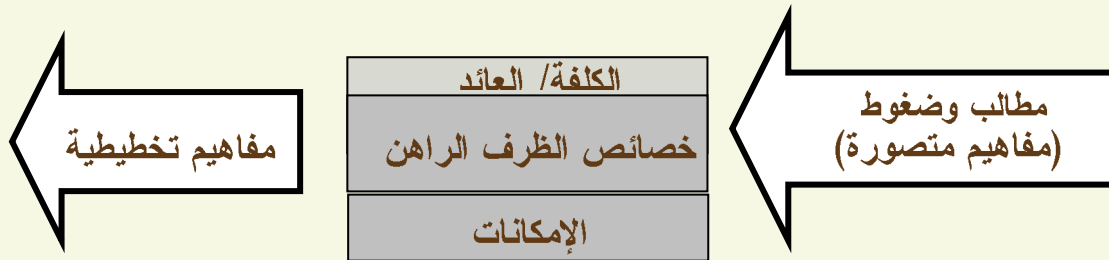 مطالب وضغوط
(مفاهيم متصورة)
الكلفة/ العائد
خصائص الظرف الراهن
الإمكانات
مفاهيم تخطيطية